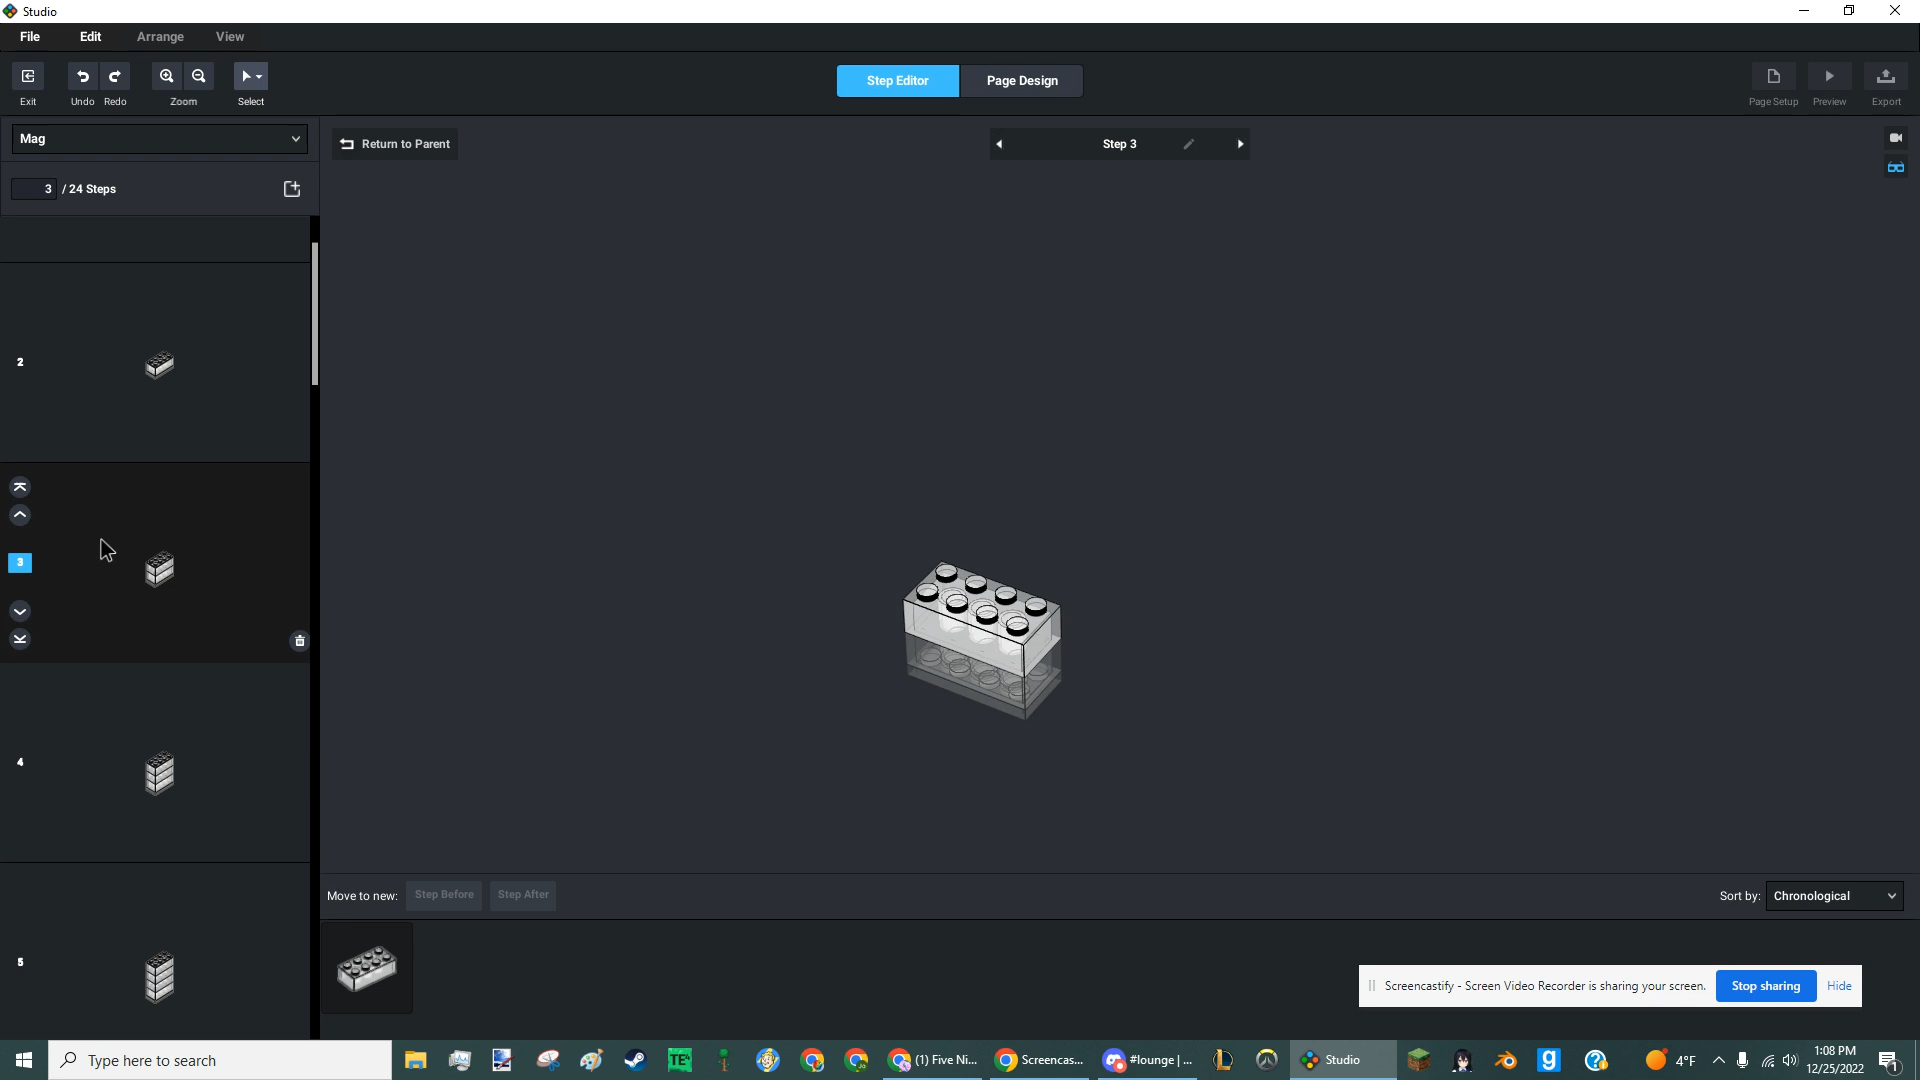 Studio
File Edit Arrange View
Exit Undo Redo Zoom Select
Step Editor Page Design
Page Setup Preview Export
Mag
Return to Parent
Step 3
3 / 24 Steps
2
3
4
5
Move to new: Step Before Step After
Sort by: Chronological
Screencastify - Screen Video Recorder is sharing your screen. Stop sharing Hide
Type here to search
TE
(1) Five Ni...
Screencas...
#lounge | ...
Studio
4°F
1:08 PM
12/25/2022
1